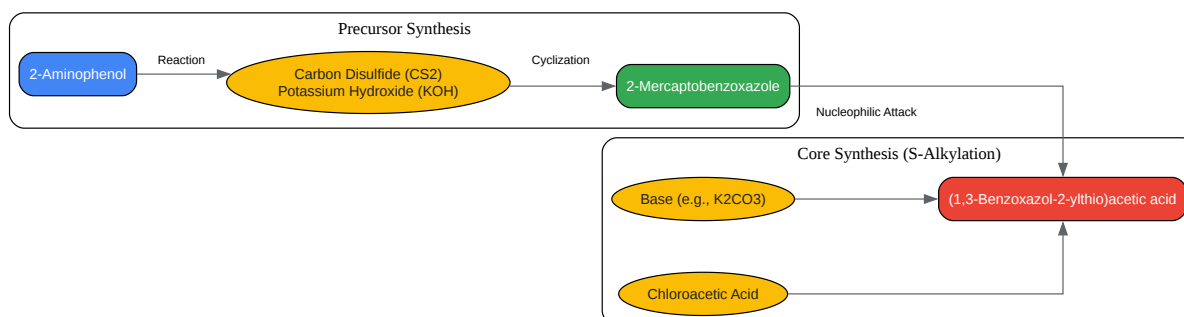 Precursor Synthesis
2-Aminophenol
Reaction
Carbon Disulfide (CS2)
Potassium Hydroxide (KOH)
Cyclization
2-Mercaptobenzoxazole
Nucleophilic Attack
Core Synthesis (S-Alkylation)
Base (e.g., K2CO3)
(1,3-Benzoxazol-2-ylthio)acetic acid
Chloroacetic Acid